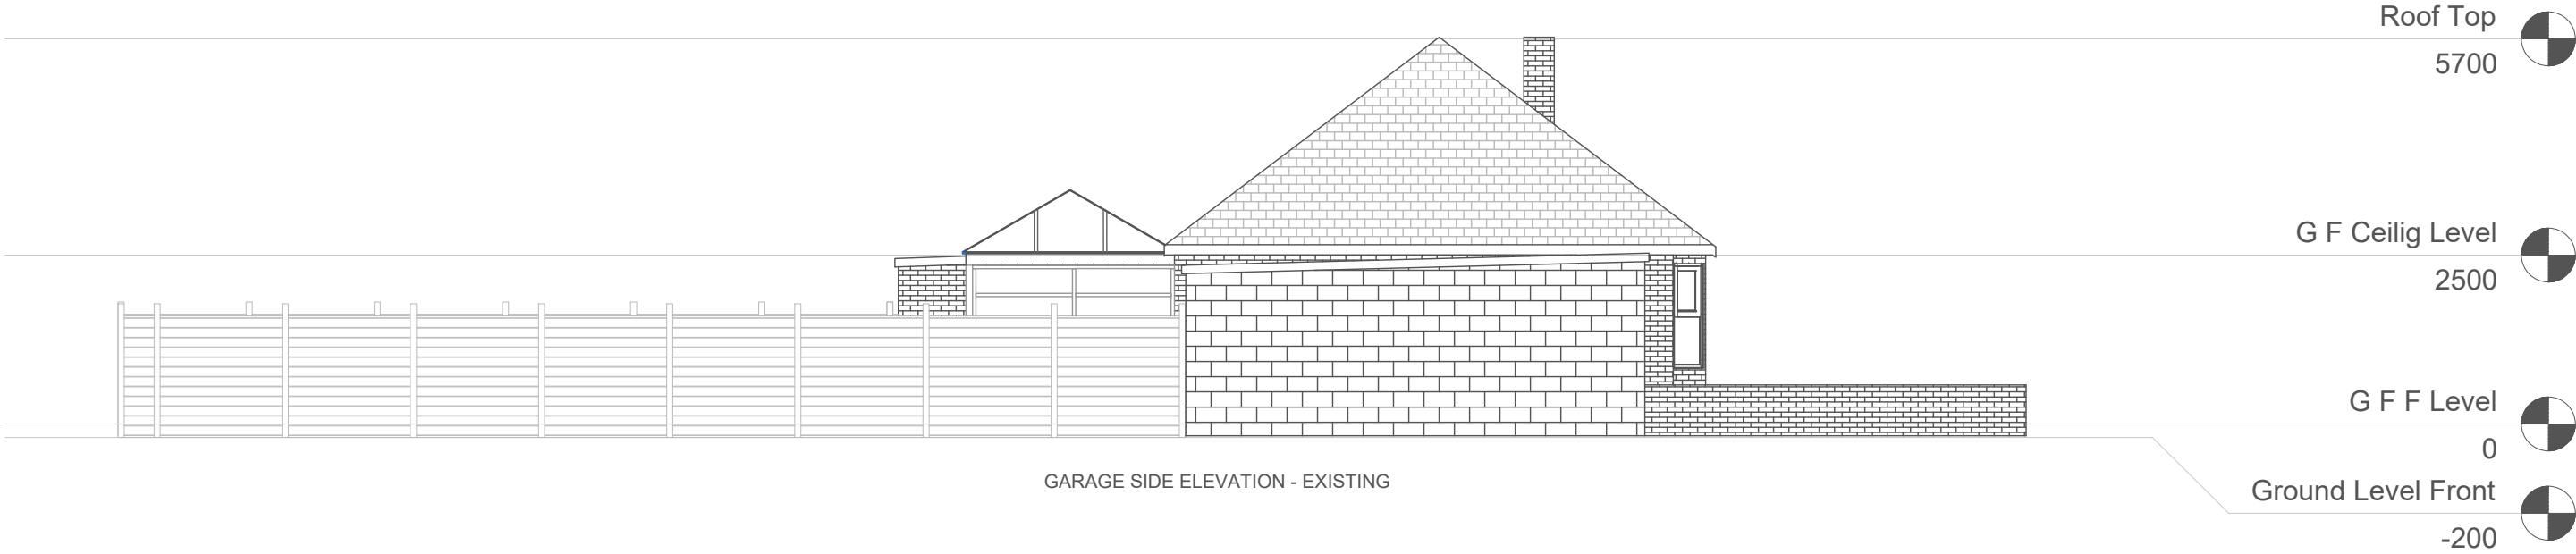 Roof Top
5700
G F Ceilig Level
2500
G F F Level
0
GARAGE SIDE ELEVATION - EXISTING
Ground Level Front
-200